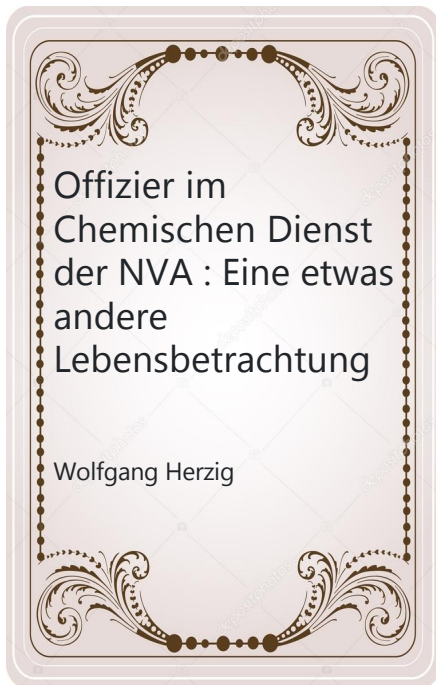 Offizier im
Chemischen Dienst
der NVA : Eine etwas
andere
Lebensbetrachtung
Wolfgang Herzig